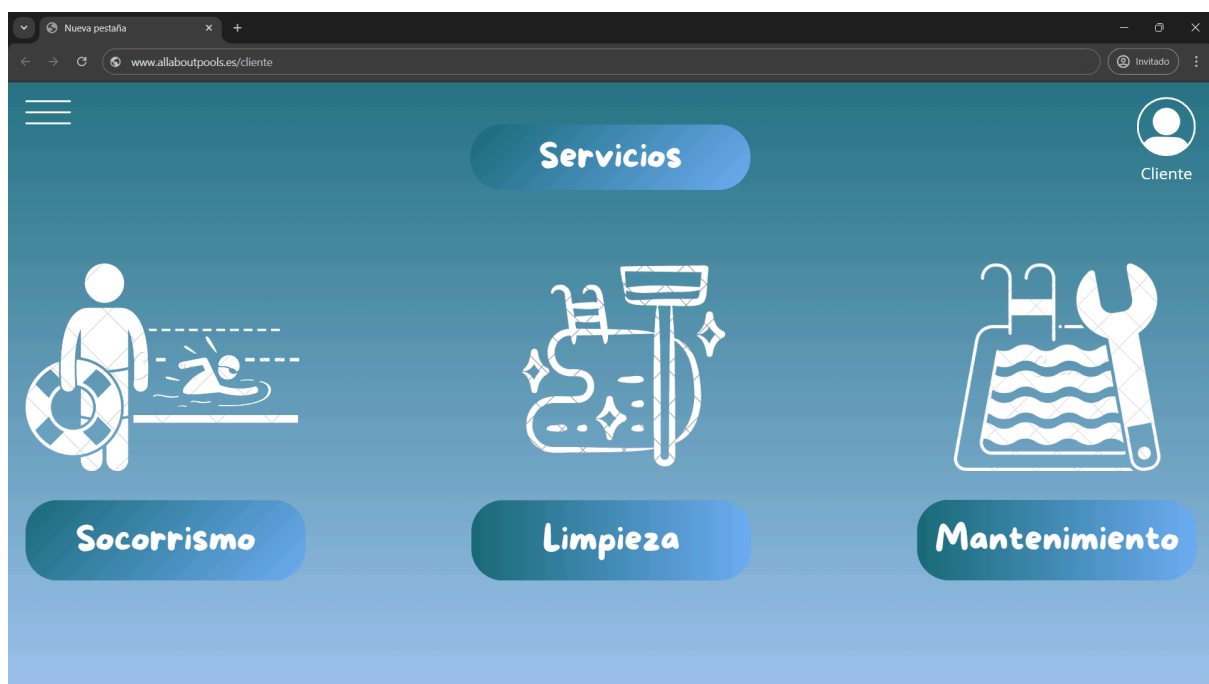 Nueva pestaña
www.allaboutpools.es/cliente
Invitado
Servicios
Cliente
Socorrismo
Limpieza
Mantenimiento